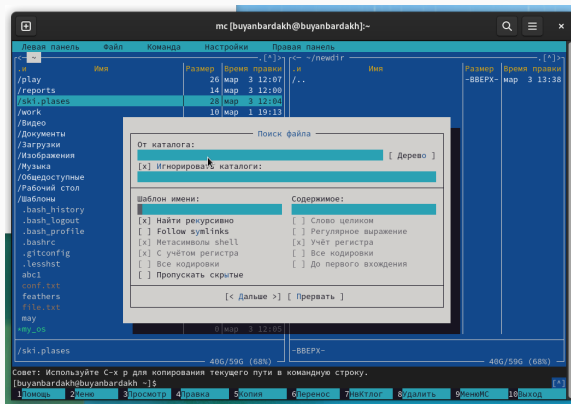 mc [buyanbardakh@buyanbardakh]:~
Левая панель Файл Команда Настройки Правая панель
<- ~ .[^]> <- ~/newdir .[^]>
.и Имя Размер Время правки .и Имя Размер Время правки
/play 26 мар 3 12:07 /.. -ВВЕРХ- мар 3 13:38
/reports 14 мар 3 12:00
/ski.plases 28 мар 3 12:04
/work 10 мар 1 19:13
/Видео
/Документы
/Загрузки
/Изображения
/Музыка
/Общедоступные
/Рабочий стол
/Шаблоны
.bash_history
.bash_logout
.bash_profile
.bashrc
.gitconfig
.lesshst
abc1
conf.txt
feathers
file.txt
may
*my_os 0 мар 3 12:05
Поиск файла
От каталога:
[ Дерево ]
[x] Игнорировать каталоги:
Шаблон имени: Содержимое:
[x] Найти рекурсивно [ ] Слово целиком
[ ] Follow symlinks [ ] Регулярное выражение
[x] Метасимволы shell [x] Учёт регистра
[x] С учётом регистра [ ] Все кодировки
[ ] Все кодировки [ ] До первого вхождения
[ ] Пропускать скрытые
[< Дальше >] [ Прервать ]
/ski.plases -ВВЕРХ-
40G/59G (68%) 40G/59G (68%)
Совет: Используйте C-x p для копирования текущего пути в командную строку.
[buyanbardakh@buyanbardakh ~]$ [^]
1Помощь 2Меню 3Просмотр 4Правка 5Копия 6Перенос 7НвКтлог 8Удалить 9МенюМС 10Выход